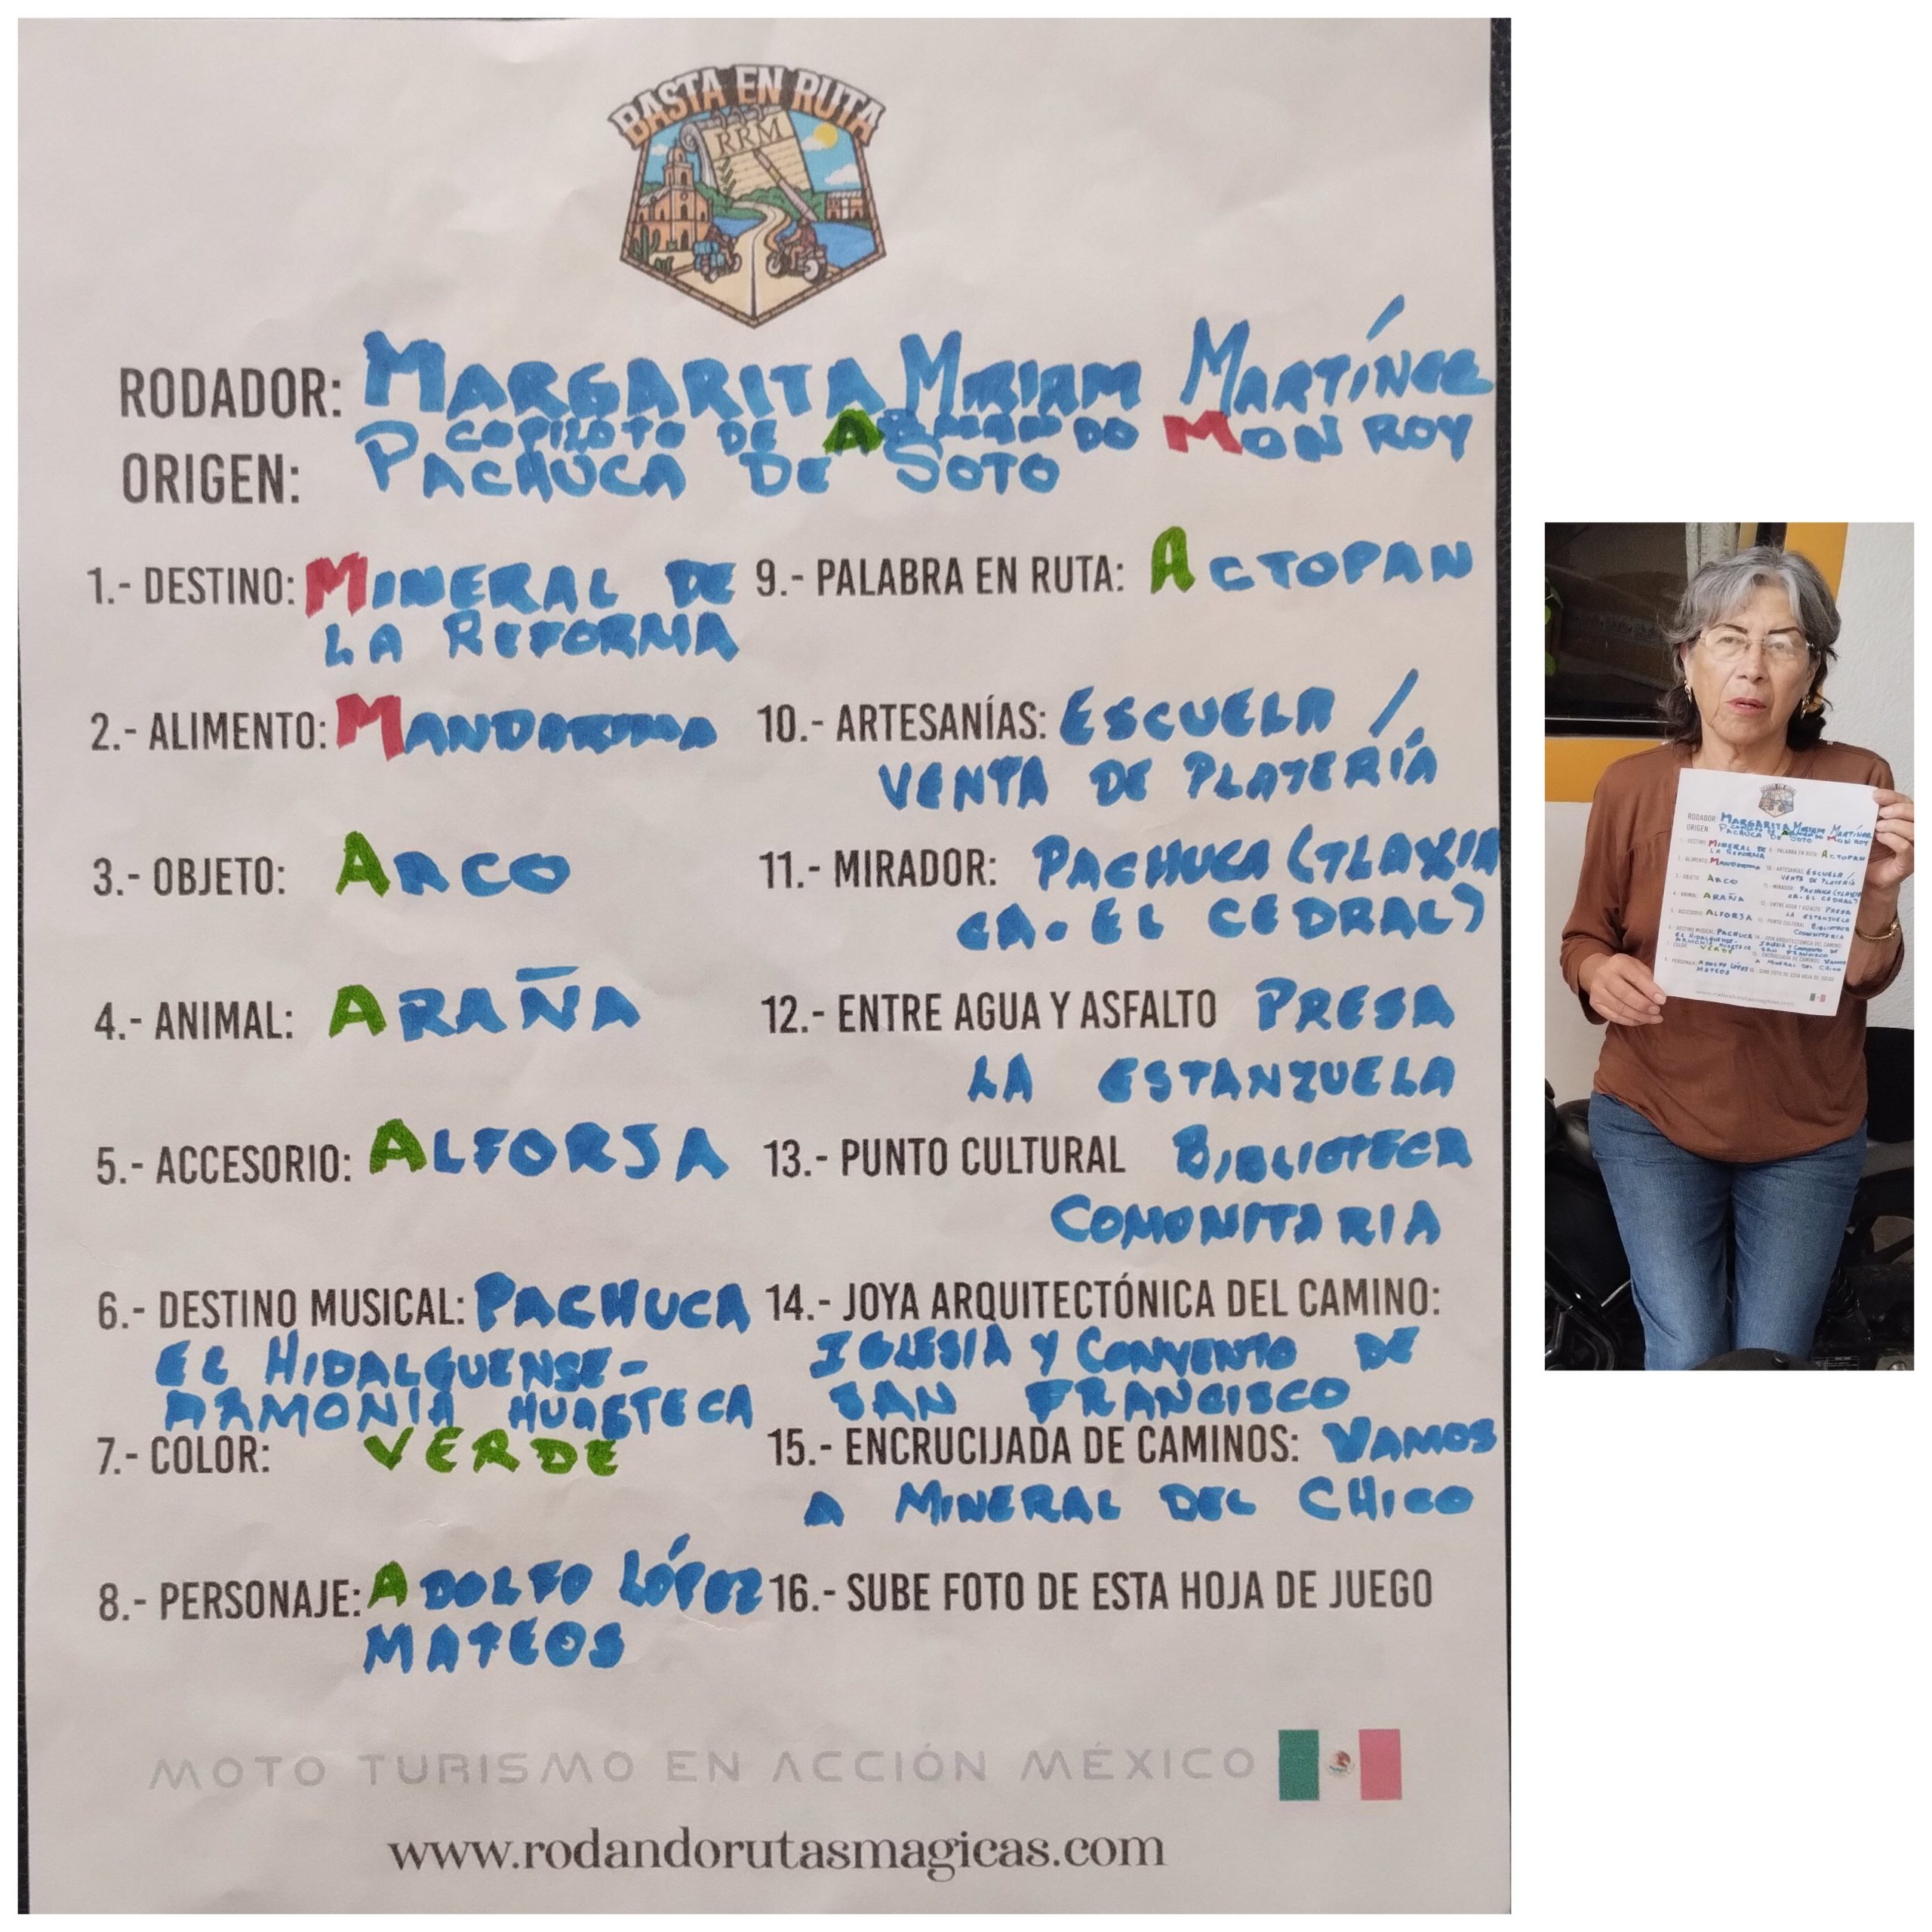 BASTA EN RUTA
RRM
RODADOR: MARGARITA MIRIAM MARTÍNEZ
COPILOTO DE ARMANDO MONROY
ORIGEN: PACHUCA DE SOTO
1.- DESTINO: MINERAL DE
LA REFORMA
2.- ALIMENTO: MANDARINA
3.- OBJETO: ARCO
4.- ANIMAL: ARAÑA
5.- ACCESORIO: ALFORJA
6.- DESTINO MUSICAL: PACHUCA
EL HIDALGUENSE-
ARMONIA HUASTECA
7.- COLOR: VERDE
8.- PERSONAJE: ADOLFO LÓPEZ
MATEOS
9.- PALABRA EN RUTA: ACTOPAN
10.- ARTESANÍAS: ESCUELA /
VENTA DE PLATERÍA
11.- MIRADOR: PACHUCA (TLAXIA
CA. EL CEDRAL)
12.- ENTRE AGUA Y ASFALTO PRESA
LA ESTANZUELA
13.- PUNTO CULTURAL BIBLIOTECA
COMONITARIA
14.- JOYA ARQUITECTÓNICA DEL CAMINO:
IGLESIA Y CONVENTO DE
SAN FRANCISCO
15.- ENCRUCIJADA DE CAMINOS: VAMOS
A MINERAL DEL CHICO
16.- SUBE FOTO DE ESTA HOJA DE JUEGO
MOTO TURISMO EN ACCIÓN MÉXICO
www.rodandorutasmagicas.com